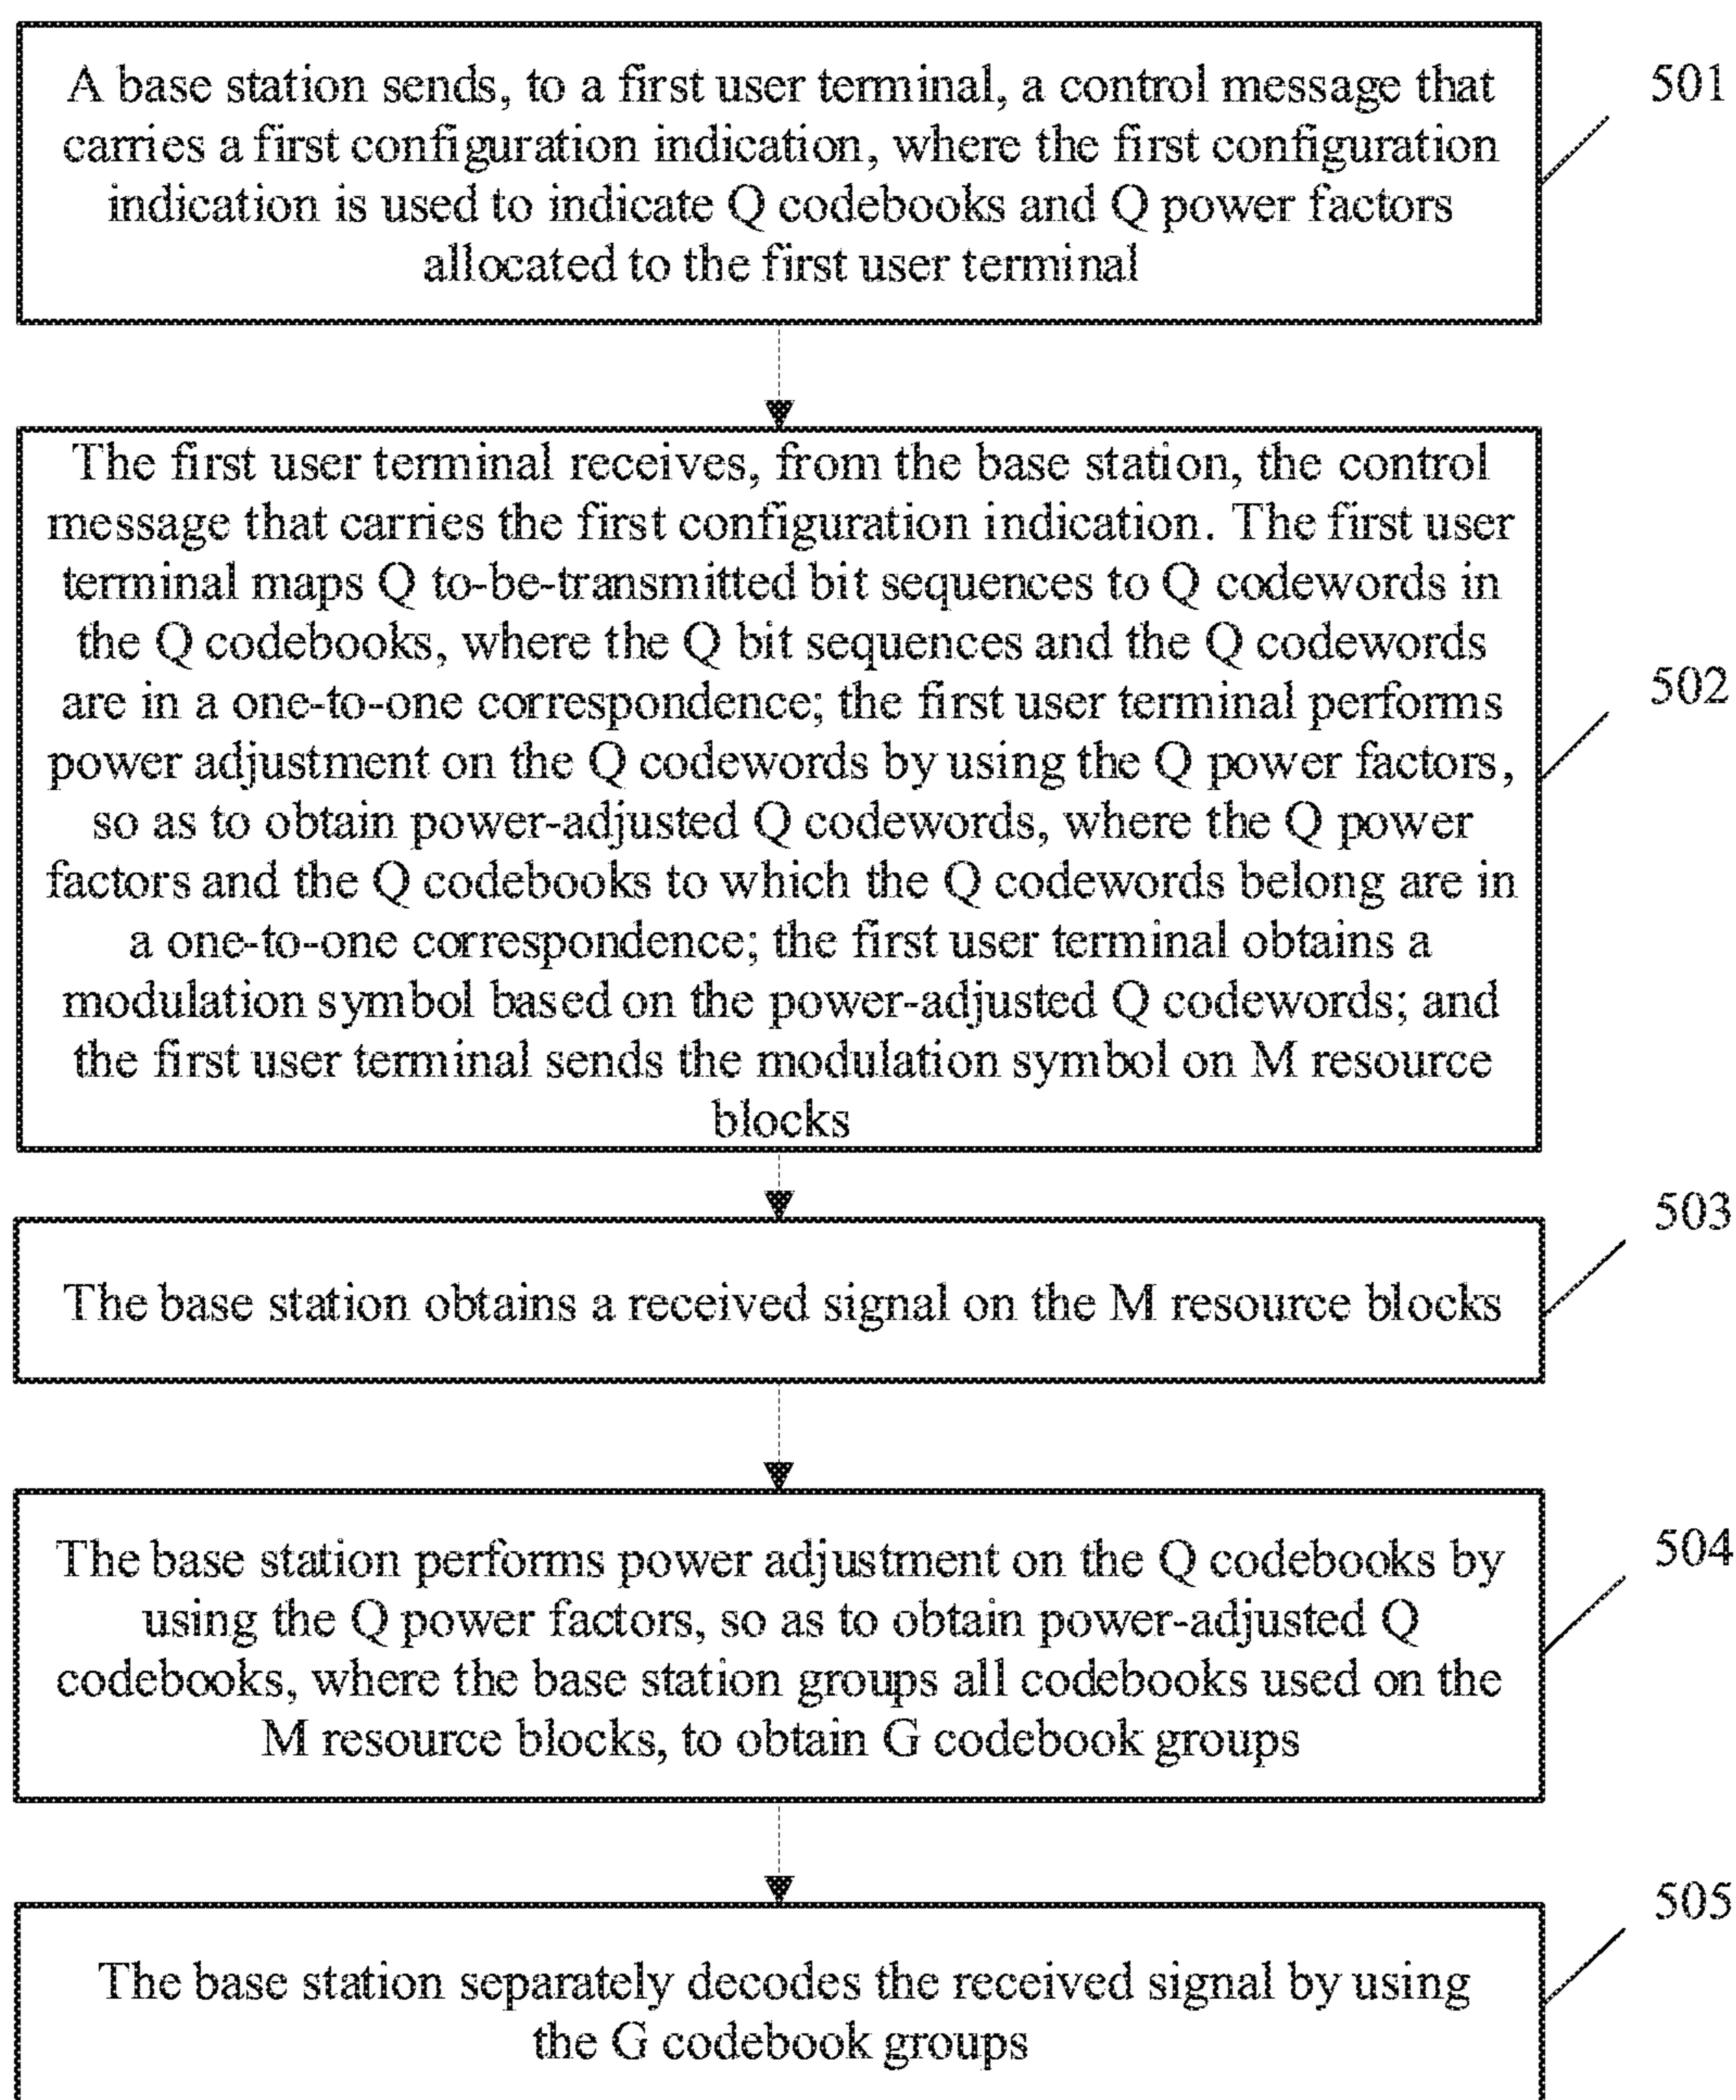 A base station sends, to a first user terminal, a control message that
carries a first configuration indication, where the first configuration
indication is used to indicate Q codebooks and Q power factors
allocated to the first user terminal
501
The first user terminal receives, from the base station, the control
message that carries the first configuration indication. The first user
terminal maps Q to-be-transmitted bit sequences to Q codewords in
the Q codebooks, where the Q bit sequences and the Q codewords
are in a one-to-one correspondence; the first user terminal performs
power adjustment on the Q codewords by using the Q power factors,
so as to obtain power-adjusted Q codewords, where the Q power
factors and the Q codebooks to which the Q codewords belong are in
a one-to-one correspondence; the first user terminal obtains a
modulation symbol based on the power-adjusted Q codewords; and
the first user terminal sends the modulation symbol on M resource
blocks
502
The base station obtains a received signal on the M resource blocks
503
The base station performs power adjustment on the Q codebooks by
using the Q power factors, so as to obtain power-adjusted Q
codebooks, where the base station groups all codebooks used on the
M resource blocks, to obtain G codebook groups
504
The base station separately decodes the received signal by using
the G codebook groups
505